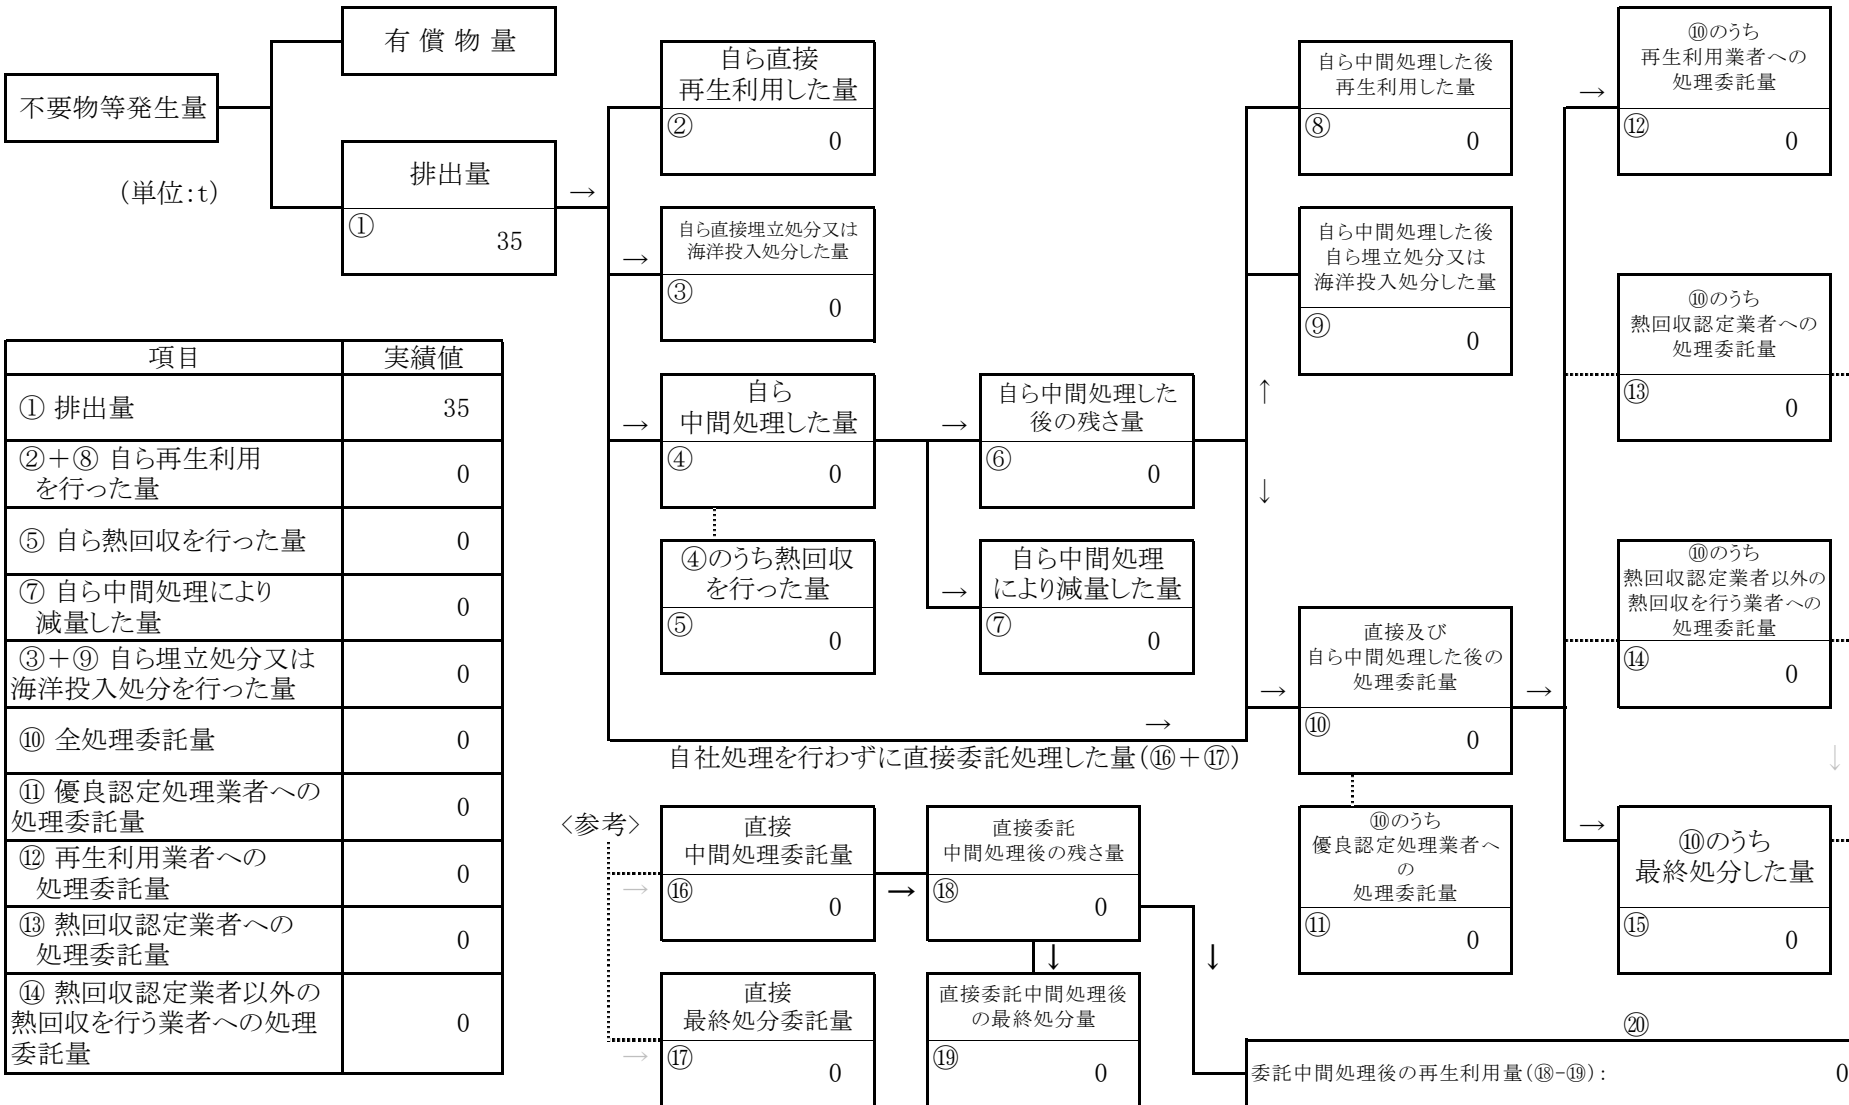 有 償 物 量
不要物等発生量
(単位:t)
排出量
①
35
→
自ら直接
再生利用した量
②
0
→
自ら直接埋立処分又は
海洋投入処分した量
③
0
→
自ら
中間処理した量
④
0
④のうち熱回収
を行った量
⑤
0
→
自ら中間処理した
後の残さ量
⑥
0
→
自ら中間処理
により減量した量
⑦
0
↑
↓
自ら中間処理した後
再生利用した量
⑧
0
自ら中間処理した後
自ら埋立処分又は
海洋投入処分した量
⑨
0
→
自社処理を行わずに直接委託処理した量(⑯+⑰)
→
直接及び
自ら中間処理した後の
処理委託量
⑩
0
⑩のうち
優良認定処理業者へ
の
処理委託量
⑪
0
→
→
⑩のうち
再生利用業者への
処理委託量
⑫
0
⑩のうち
熱回収認定業者への
処理委託量
⑬
0
⑩のうち
熱回収認定業者以外の
熱回収を行う業者への
処理委託量
⑭
0
↓
→
⑩のうち
最終処分した量
⑮
0
項目 実績値
① 排出量 35
②+⑧ 自ら再生利用
を行った量 0
⑤ 自ら熱回収を行った量 0
⑦ 自ら中間処理により
減量した量 0
③+⑨ 自ら埋立処分又は
海洋投入処分を行った量 0
⑩ 全処理委託量 0
⑪ 優良認定処理業者への
処理委託量 0
⑫ 再生利用業者への
処理委託量 0
⑬ 熱回収認定業者への
処理委託量 0
⑭ 熱回収認定業者以外の
熱回収を行う業者への処理
委託量 0
〈参考〉
→
直接
中間処理委託量
⑯
0
→
直接委託
中間処理後の残さ量
⑱
0
↓
↓
→
直接
最終処分委託量
⑰
0
直接委託中間処理後
の最終処分量
⑲
0
⑳
委託中間処理後の再生利用量(⑱-⑲): 0